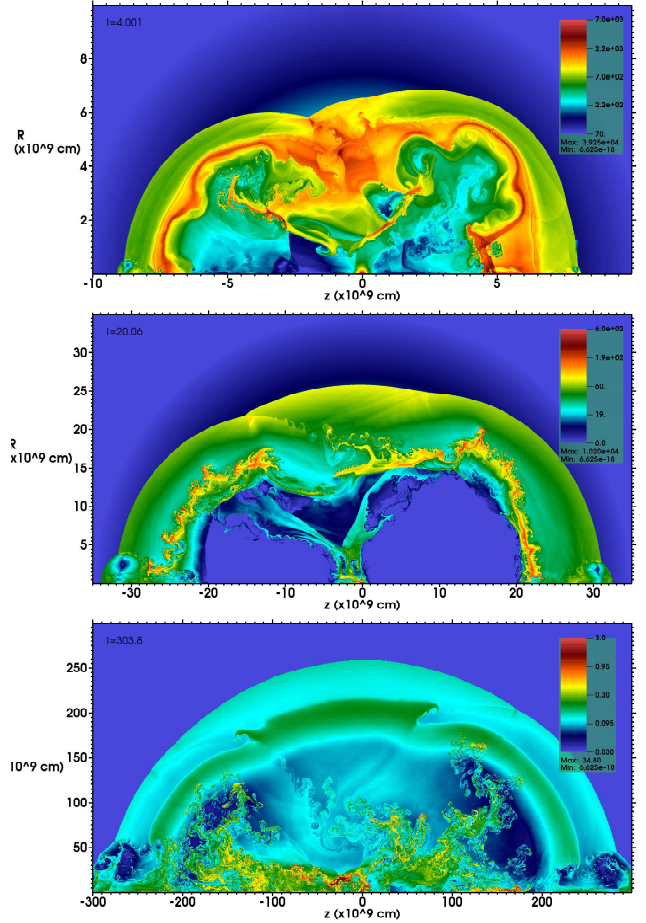 t=4.001
8
6
4
2
R
(x10^9 cm)
7.0e+03
2.2e+03
7.0e+02
2.2e+02
70.
Max: 3.925e+04
Min: 6.625e-16
-10
-5
0
5
z (x10^9 cm)
t=20.06
35
30
25
20
15
10
5
R
x10^9 cm)
6.0e+02
1.9e+02
60.
19.
6.0
Max: 1.020e+04
Min: 6.625e-16
-30
-20
-10
0
10
20
30
z (x10^9 cm)
t=303.8
250
200
150
100
50
10^9 cm)
3.0
0.95
0.30
0.095
0.030
Max: 34.80
Min: 6.625e-16
-300
-200
-100
0
100
200
z (x10^9 cm)